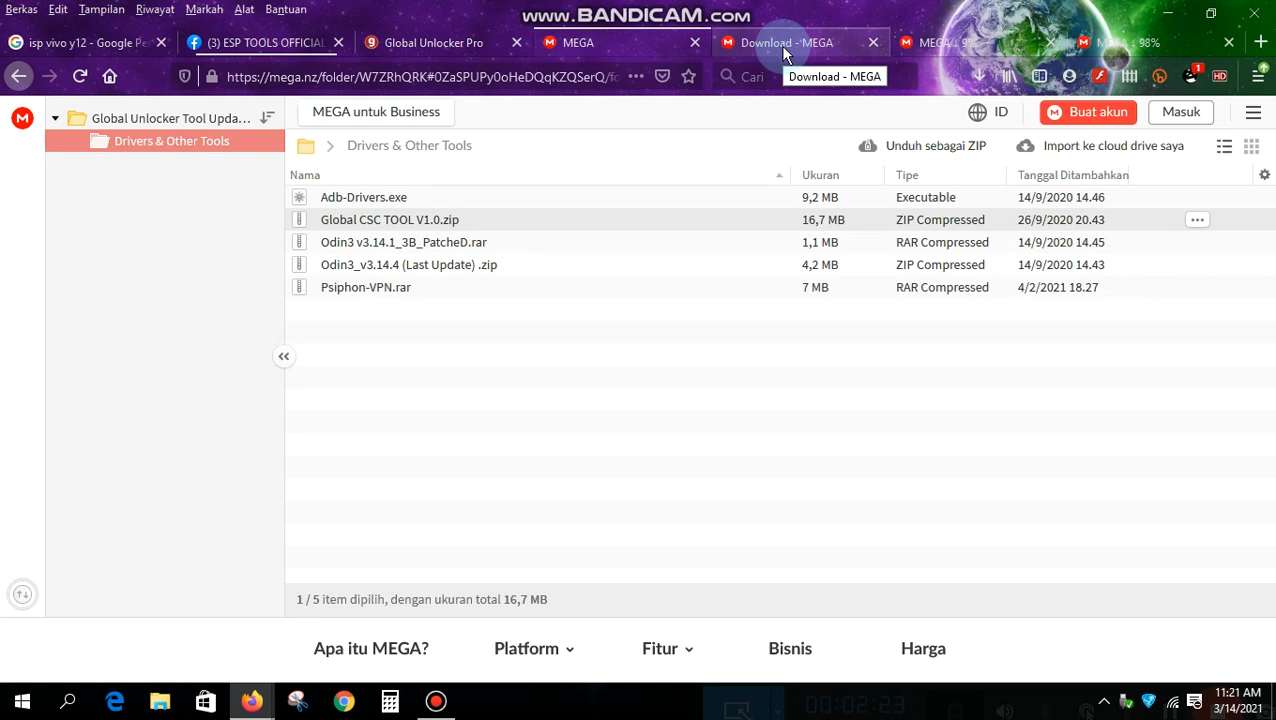 Berkas Edit Tampilan Riwayat Markah Alat Bantuan
www.BANDICAM.com
isp vivo y12 - Google Pe
(3) ESP TOOLS OFFICIAL
Global Unlocker Pro
MEGA
Download - MEGA
98%
https://mega.nz/folder/W7ZRhQRK#0ZaSPUPy0oHeDQqKZQSerQ/fo
Cari
Download - MEGA
1
HD
Global Unlocker Tool Upda...
MEGA untuk Business
ID
Buat akun
Masuk
Drivers & Other Tools
Drivers & Other Tools
Unduh sebagai ZIP
Import ke cloud drive saya
Nama Ukuran Tipe Tanggal Ditambahkan
Adb-Drivers.exe 9,2 MB Executable 14/9/2020 14.46
Global CSC TOOL V1.0.zip 16,7 MB ZIP Compressed 26/9/2020 20.43
Odin3 v3.14.1_3B_PatcheD.rar 1,1 MB RAR Compressed 14/9/2020 14.45
Odin3_v3.14.4 (Last Update) .zip 4,2 MB ZIP Compressed 14/9/2020 14.43
Psiphon-VPN.rar 7 MB RAR Compressed 4/2/2021 18.27
1 / 5 item dipilih, dengan ukuran total 16,7 MB
Apa itu MEGA? Platform Fitur Bisnis Harga
00:02:23
11:21 AM
3/14/2021